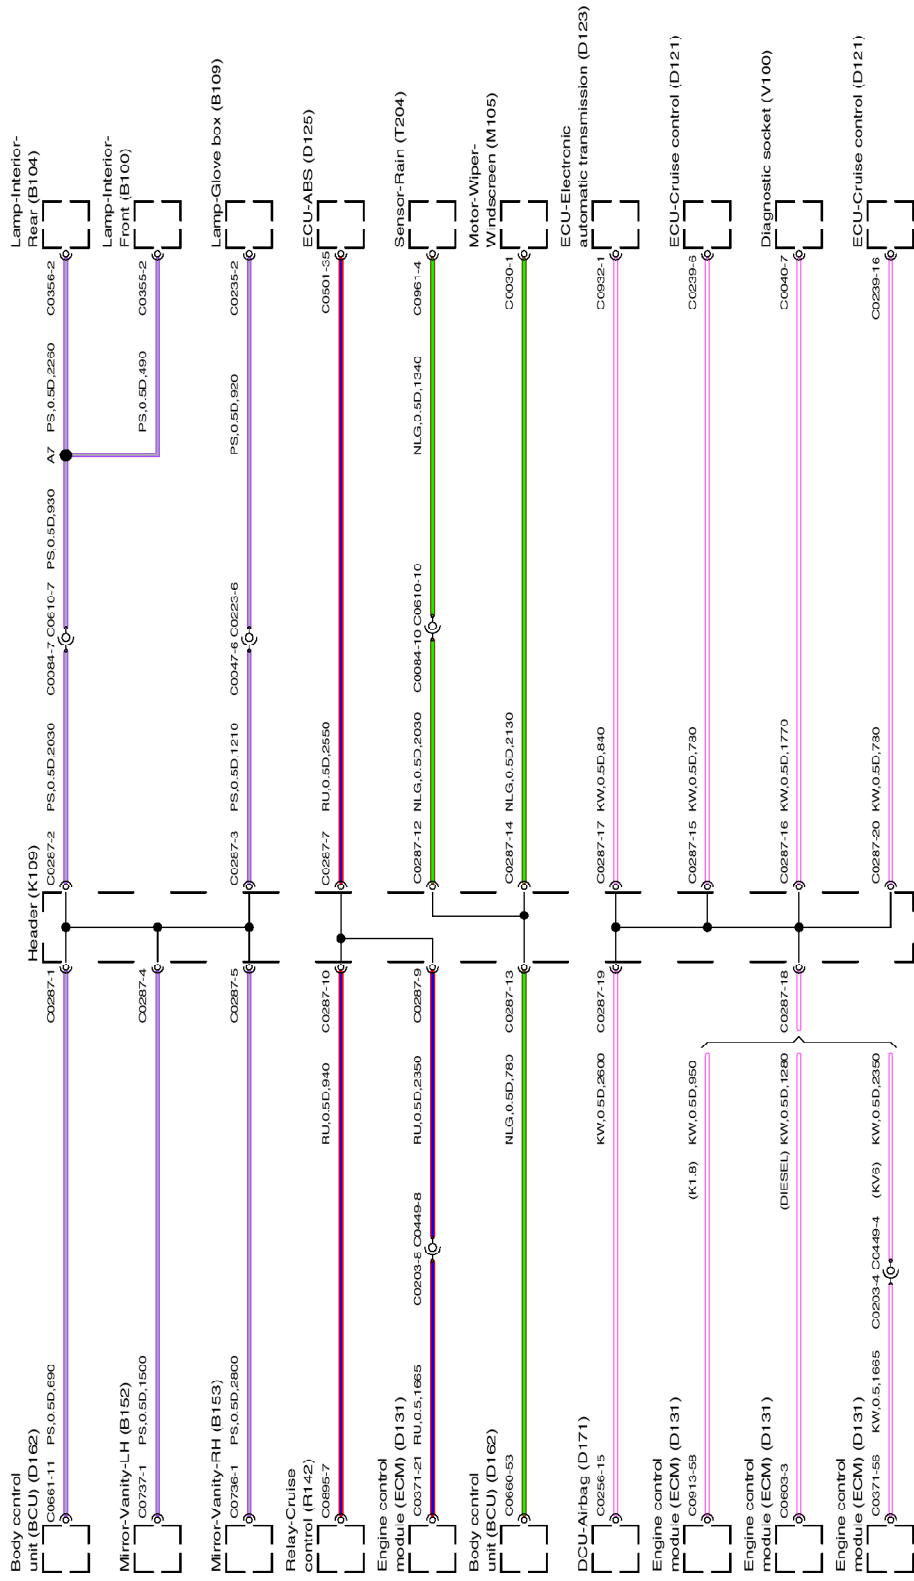 Body control
unit (BCU) (D162)
C0661-11 PS,0.5D,690
C0287-1
Header (K109)
C0287-2 PS,0.5D,2030
C0084-7 C0610-7 PS,0.5D,930
A7 PS,0.5D,2260
C0356-2
Lamp-Interior-
Rear (B104)
Mirror-Vanity-LH (B152)
C0737-1 PS,0.5D,1500
C0287-4
PS,0.5D,490
C0355-2
Lamp-Interior-
Front (B100)
Mirror-Vanity-RH (B153)
C0736-1 PS,0.5D,2800
C0287-5
C0287-3 PS,0.5D,1210
C0047-6 C0223-6
PS,0.5D,920
C0235-2
Lamp-Glove box (B109)
Relay-Cruise
control (R142)
C0895-7
RU,0.5D,940
C0287-10
C0287-7 RU,0.5D,2550
C0501-35
ECU-ABS (D125)
Engine control
module (ECM) (D131)
C0371-21 RU,0.5,1665
C0203-8 C0449-8
RU,0.5D,2350
C0287-9
C0287-12 NLG,0.5D,2030
C0084-10 C0610-10
NLG,0.5D,1340
C0961-4
Sensor-Rain (T204)
Body control
unit (BCU) (D162)
C0660-53
NLG,0.5D,780
C0287-13
C0287-14 NLG,0.5D,2130
C0030-1
Motor-Wiper-
Windscreen (M105)
DCU-Airbag (D171)
C0256-15
KW,0.5D,2600
C0287-19
C0287-17 KW,0.5D,840
C0932-1
ECU-Electronic
automatic transmission (D123)
Engine control
module (ECM) (D131)
C0913-58
(K1.8) KW,0.5D,950
C0287-15 KW,0.5D,780
C0239-6
ECU-Cruise control (D121)
Engine control
module (ECM) (D131)
C0603-3
(DIESEL) KW,0.5D,1280
C0287-18
C0287-16 KW,0.5D,1770
C0040-7
Diagnostic socket (V100)
Engine control
module (ECM) (D131)
C0371-55 KW,0.5,1665
C0203-4 C0449-4
(KV6) KW,0.5D,2350
C0287-20 KW,0.5D,780
C0239-16
ECU-Cruise control (D121)